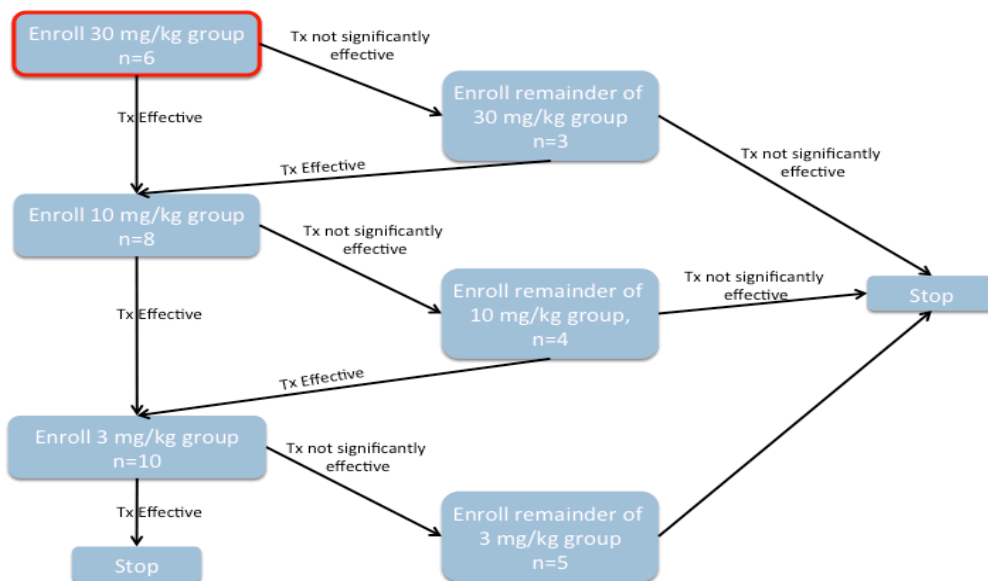 Enroll 30 mg/kg group
n=6
Tx not significantly
effective
Tx Effective
Enroll remainder of
30 mg/kg group
n=3
Tx not significantly
effective
Tx Effective
Enroll 10 mg/kg group
n=8
Tx not significantly
effective
Tx Effective
Enroll remainder of
10 mg/kg group,
n=4
Tx not significantly
effective
Stop
Tx Effective
Enroll 3 mg/kg group
n=10
Tx not significantly
effective
Tx Effective
Enroll remainder of
3 mg/kg group
n=5
Stop